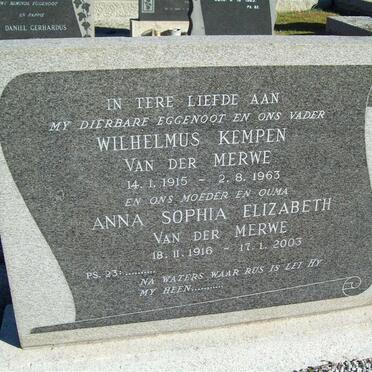 DANIEL GERHARDUS
IN TERE LIEFDE AAN
MY DIERBARE EGGENOOT EN ONS VADER
WILHELMUS KEMPEN
VAN DER MERWE
14.1.1915 - 2.8.1963
EN ONS MOEDER EN OUMA
ANNA SOPHIA ELIZABETH
VAN DER MERWE
18.11.1916 - 17.1.2003
PS. 23:...........
NA WATERS WAAR RUS IS LEI HY
MY HEEN...........